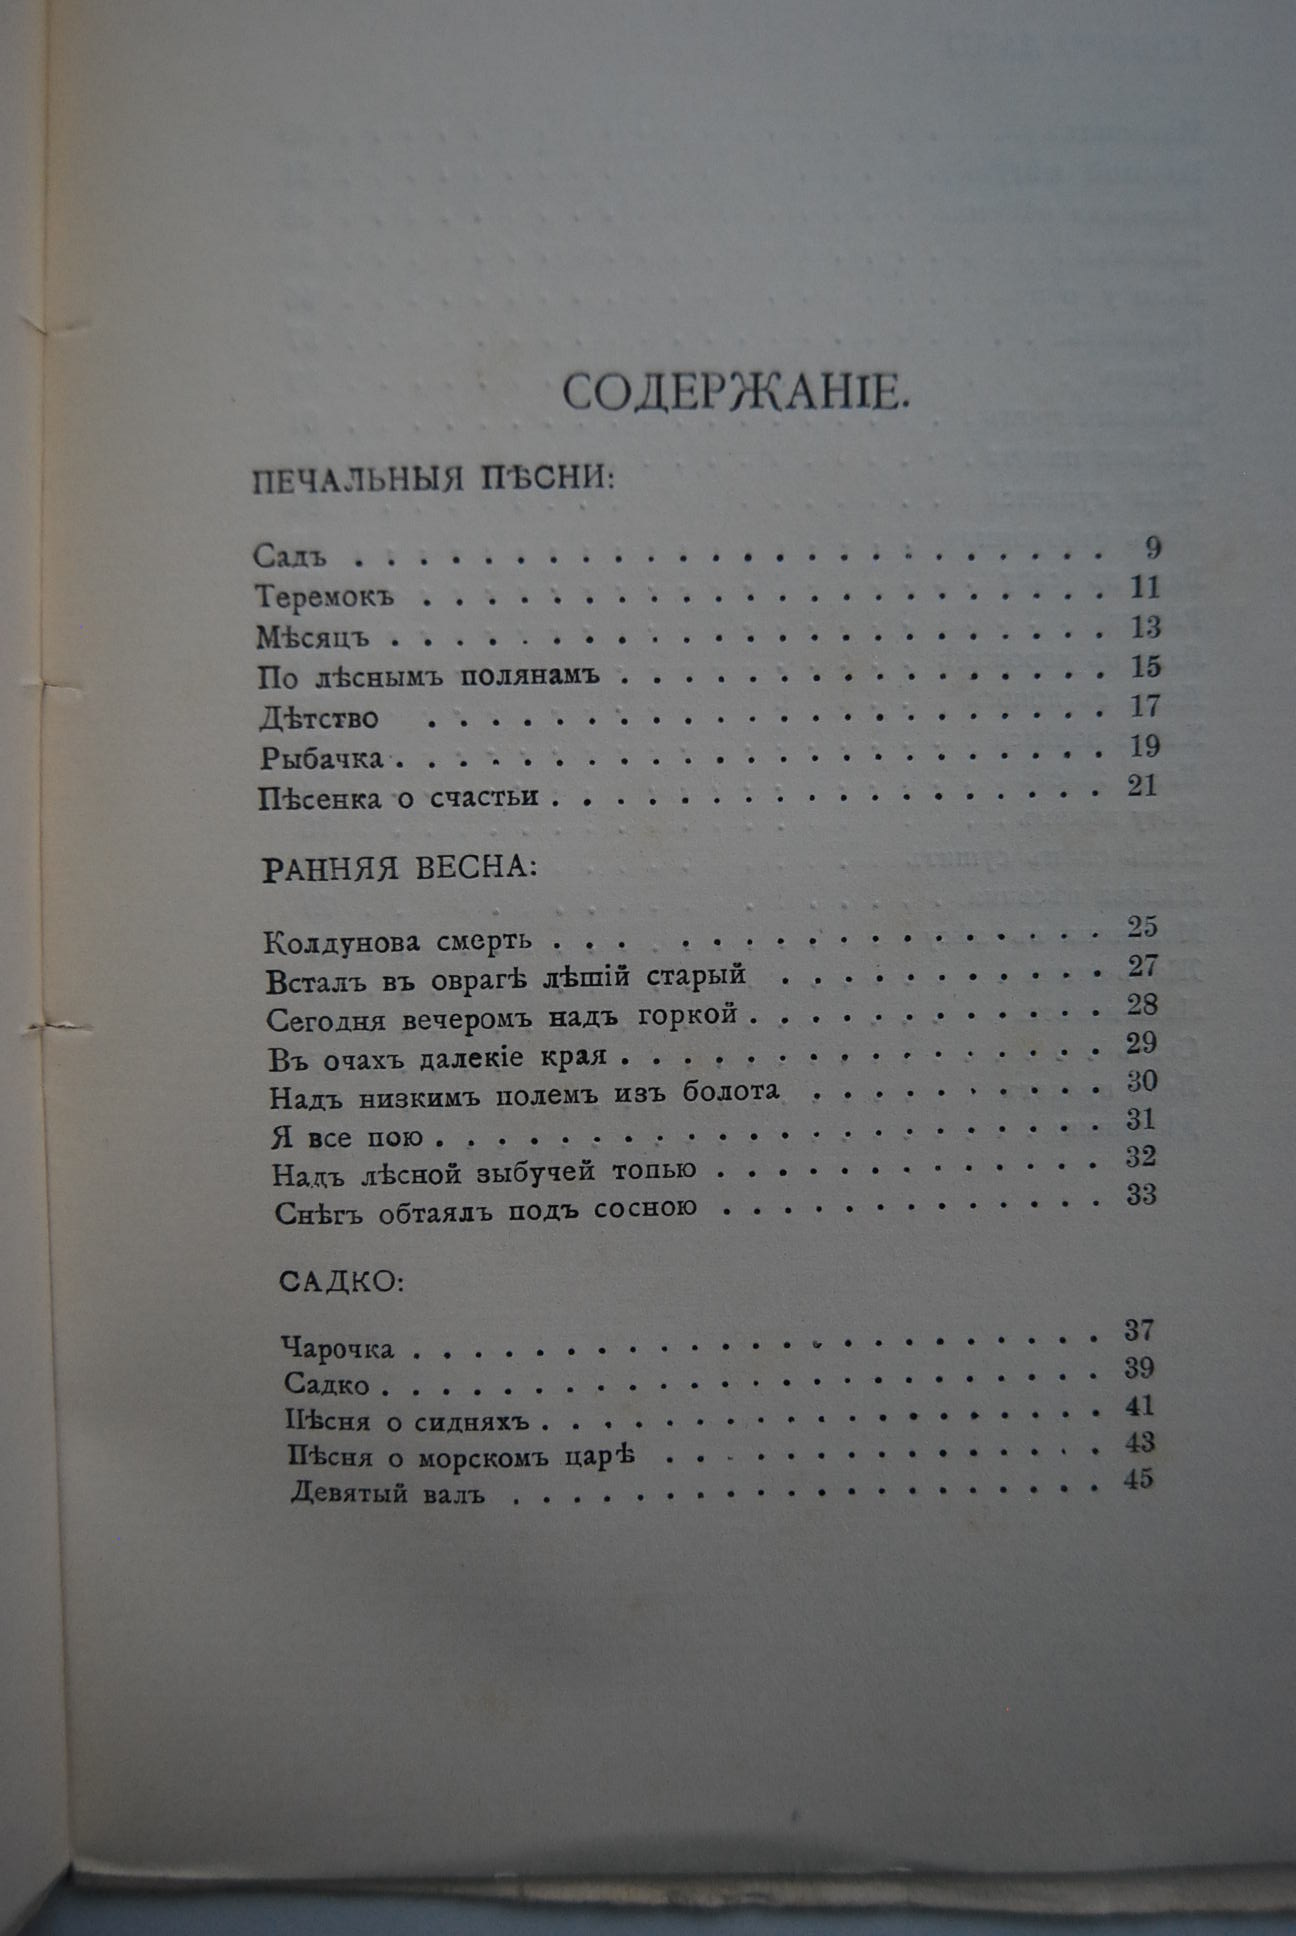 СОДЕРЖАНІЕ.
ПЕЧАЛЬНЫЯ ПѢСНИ:
Садъ . . . . . . . . . . . . . . . . . . . . . . . . 9
Теремокъ . . . . . . . . . . . . . . . . . . . . . . 11
Мѣсяцъ . . . . . . . . . . . . . . . . . . . . . . . 13
По лѣснымъ полянамъ . . . . . . . . . . . . . . . . 15
Дѣтство . . . . . . . . . . . . . . . . . . . . . . 17
Рыбачка . . . . . . . . . . . . . . . . . . . . . . 19
Пѣсенка о счастьи . . . . . . . . . . . . . . . . . . 21
РАННЯЯ ВЕСНА:
Колдунова смерть . . . . . . . . . . . . . . . . . 25
Всталъ въ оврагѣ лѣшій старый . . . . . . . . . . . 27
Сегодня вечеромъ надъ горкой . . . . . . . . . . . . 28
Въ очахъ далекіе края . . . . . . . . . . . . . . . . 29
Надъ низкимъ полемъ изъ болота . . . . . . . . . . 30
Я все пою . . . . . . . . . . . . . . . . . . . . . . 31
Надъ лѣсной зыбучей топью . . . . . . . . . . . . . 32
Снѣгъ обтаялъ подъ сосною . . . . . . . . . . . . . 33
САДКО:
Чарочка . . . . . . . . . . . . . . . . . . . . . . . 37
Садко . . . . . . . . . . . . . . . . . . . . . . . . 39
Пѣсня о сидняхъ . . . . . . . . . . . . . . . . . . 41
Пѣсня о морскомъ царѣ . . . . . . . . . . . . . . 43
Девятый валъ . . . . . . . . . . . . . . . . . . . 45